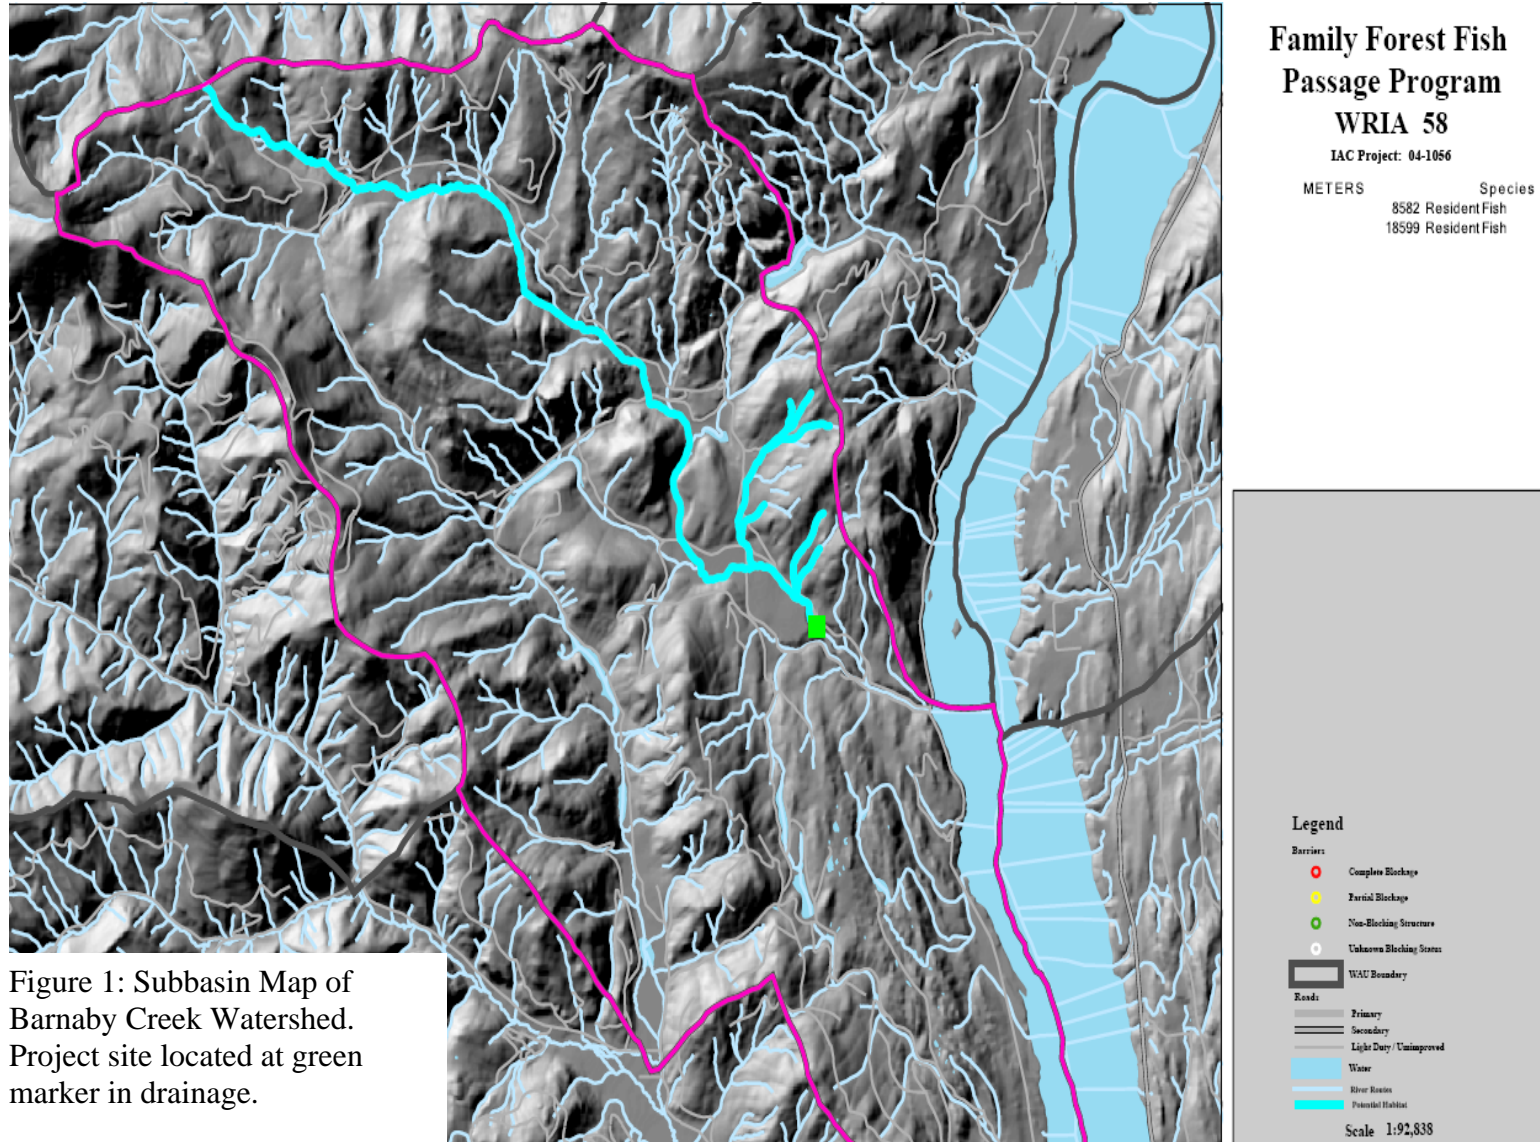 Family Forest Fish
Passage Program
WRIA 58
IAC Project: 04-1056
METERS Species
8582 Resident Fish
18599 Resident Fish
Legend
Barriers
Complete Blockage
Partial Blockage
Non-Blocking Structure
Unknown Blocking Status
WAU Boundary
Roads
Primary
Secondary
Light Duty / Unimproved
Water
River Routes
Potential Habitat
Scale 1:92,838
Figure 1: Subbasin Map of
Barnaby Creek Watershed.
Project site located at green
marker in drainage.